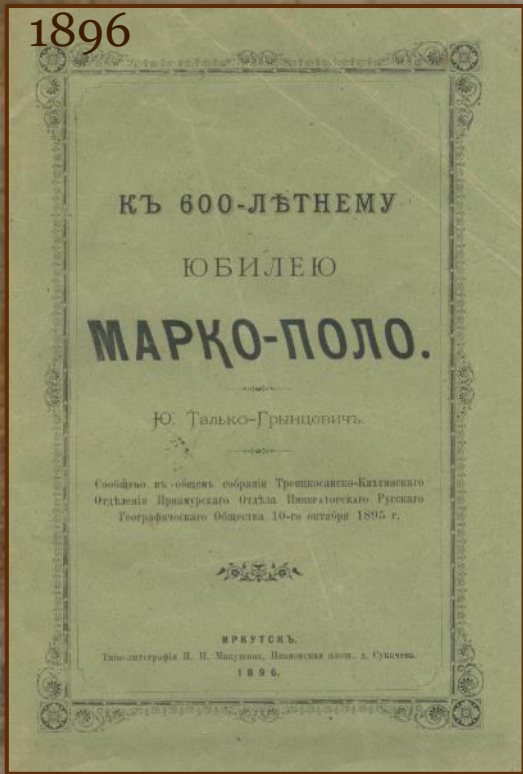 1896
КЪ 600-ЛѢТНЕМУ
ЮБИЛЕЮ
МАРКО-ПОЛО.
Ю. Талько-Грынцовичъ.
Сообщено въ общемъ собраніи Троицкосавско-Кяхтинскаго
Отдѣленія Приамурскаго Отдѣла Императорскаго Русскаго
Географическаго Общества 10-го октября 1895 г.
ИРКУТСКЪ.
Типо-литографія П. И. Макушина, Ивановская площ. д. Сукачева.
1896.